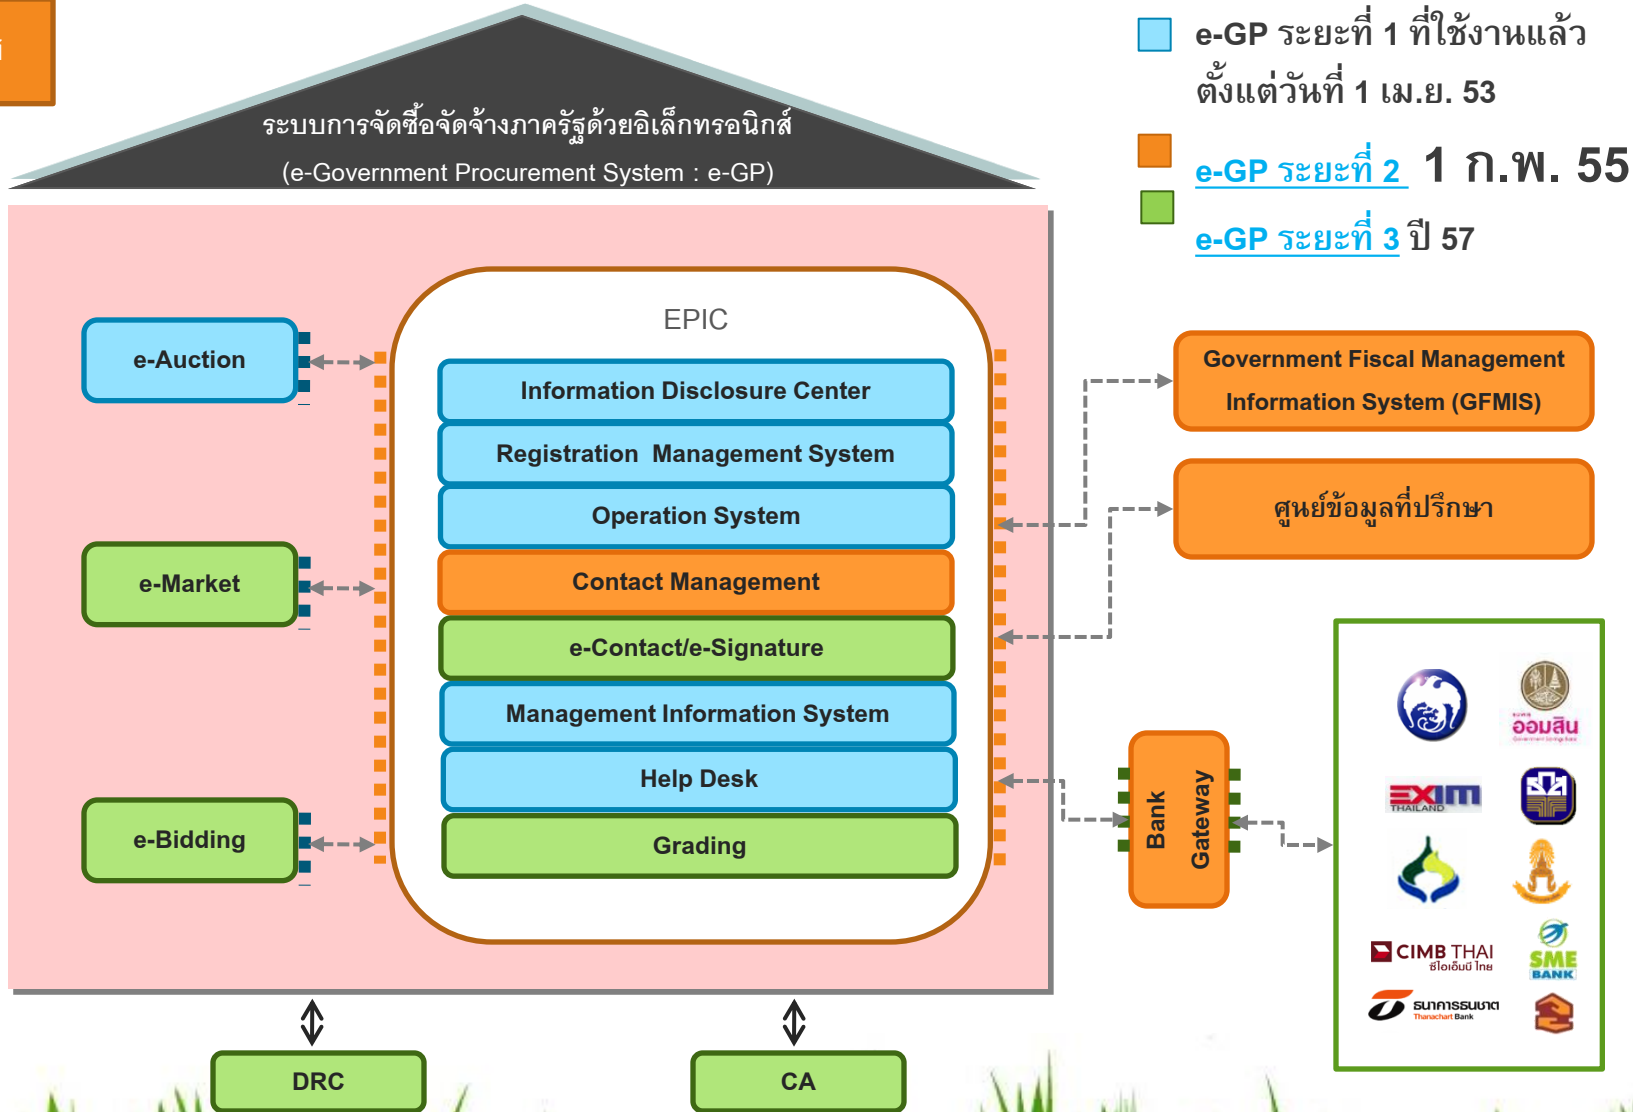 e-GP ระยะที่ 1 ที่ใช้งานแล้ว
ตั้งแต่วันที่ 1 เม.ย. 53
e-GP ระยะที่ 2 1 ก.พ. 55
e-GP ระยะที่ 3 ปี 57
ระบบการจัดซื้อจัดจ้างภาครัฐด้วยอิเล็กทรอนิกส์
(e-Government Procurement System : e-GP)
EPIC
e-Auction
e-Market
e-Bidding
Information Disclosure Center
Registration Management System
Operation System
Contact Management
e-Contact/e-Signature
Management Information System
Help Desk
Grading
Government Fiscal Management
Information System (GFMIS)
ศูนย์ข้อมูลที่ปรึกษา
Bank
Gateway
ออมสิน
EXIM
THAILAND
ธกส
CIMB THAI
ซีไอเอ็มบี ไทย
SME
BANK
ธนาคารธนชาต
Thanachart Bank
DRC
CA